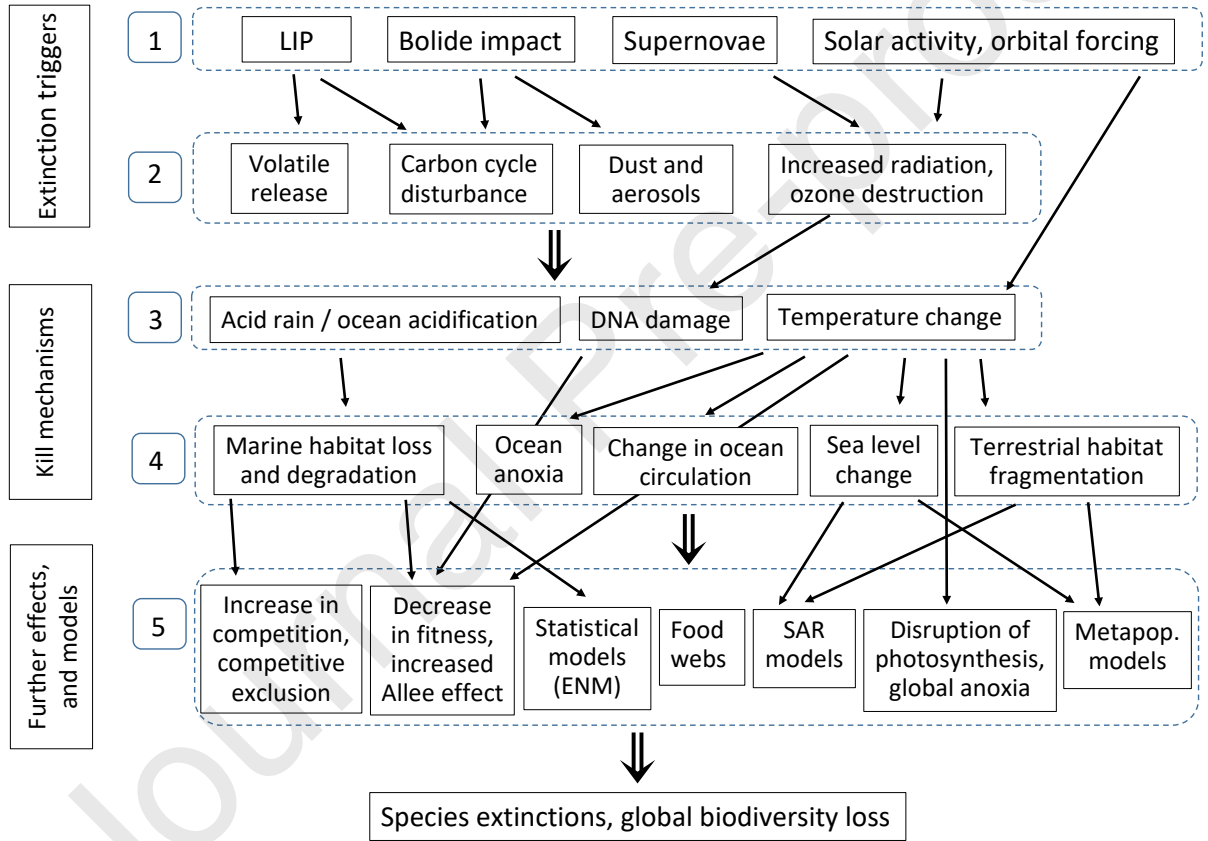 Extinction triggers
1
LIP
Bolide impact
Supernovae
Solar activity, orbital forcing
2
Volatile
release
Carbon cycle
disturbance
Dust and
aerosols
Increased radiation,
ozone destruction
Kill mechanisms
3
Acid rain / ocean acidification
DNA damage
Temperature change
4
Marine habitat loss
and degradation
Ocean
anoxia
Change in ocean
circulation
Sea level
change
Terrestrial habitat
fragmentation
Further effects,
and models
5
Increase in
competition,
competitive
exclusion
Decrease
in fitness,
increased
Allee effect
Statistical
models
(ENM)
Food
webs
SAR
models
Disruption of
photosynthesis,
global anoxia
Metapop.
models
Species extinctions, global biodiversity loss
Journal Pre-proo